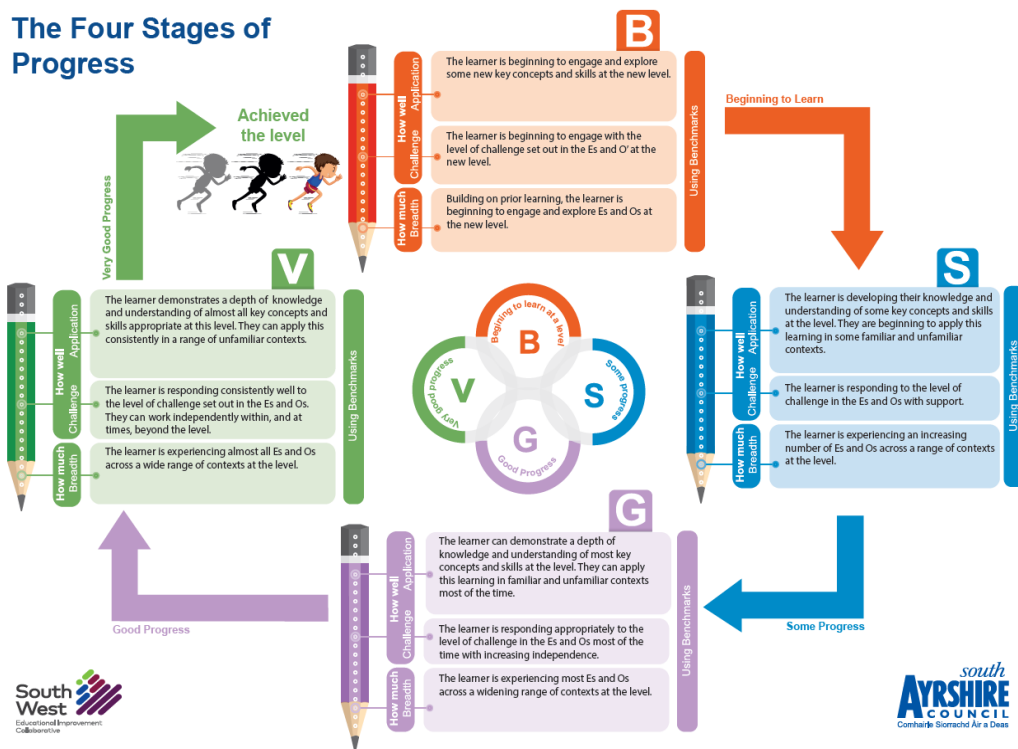 The Four Stages of
Progress
B
The learner is beginning to engage and explore
some new key concepts and skills at the new level.
The learner is beginning to engage with the
level of challenge set out in the Es and O' at the
new level.
Building on prior learning, the learner is
beginning to engage and explore Es and Os at
the new level.
How well
Application
Challenge
How much
Breadth
Using Benchmarks
Beginning to Learn
S
The learner is developing their knowledge and
understanding of some key concepts and skills
at the level. They are beginning to apply this
learning in some familiar and unfamiliar
contexts.
The learner is responding to the level of
challenge in the Es and Os with support.
The learner is experiencing an increasing
number of Es and Os across a range of contexts
at the level.
How well
Application
Challenge
How much
Breadth
Using Benchmarks
Some Progress
G
The learner can demonstrate a depth of
knowledge and understanding of most key
concepts and skills at the level. They can apply
this learning in familiar and unfamiliar contexts
most of the time.
The learner is responding appropriately to the
level of challenge in the Es and Os most of the
time with increasing independence.
The learner is experiencing most Es and Os
across a widening range of contexts at the level.
How well
Application
Challenge
How much
Breadth
Using Benchmarks
Good Progress
V
The learner demonstrates a depth of knowledge
and understanding of almost all key concepts and
skills appropriate at this level. They can apply this
consistently in a range of unfamiliar contexts.
The learner is responding consistently well to
the level of challenge set out in the Es and Os.
They can work independently within, and at
times, beyond the level.
The learner is experiencing almost all Es and Os
across a wide range of contexts at the level.
How well
Application
Challenge
How much
Breadth
Using Benchmarks
Very Good Progress
Achieved
the level
Begining to learn at a level
B
Some progress
S
Good Progress
G
Very good progress
V
South
West
Educational Improvement
Collaborative
south
AYRSHIRE
COUNCIL
Comhairle Siorrachd Àir a Deas